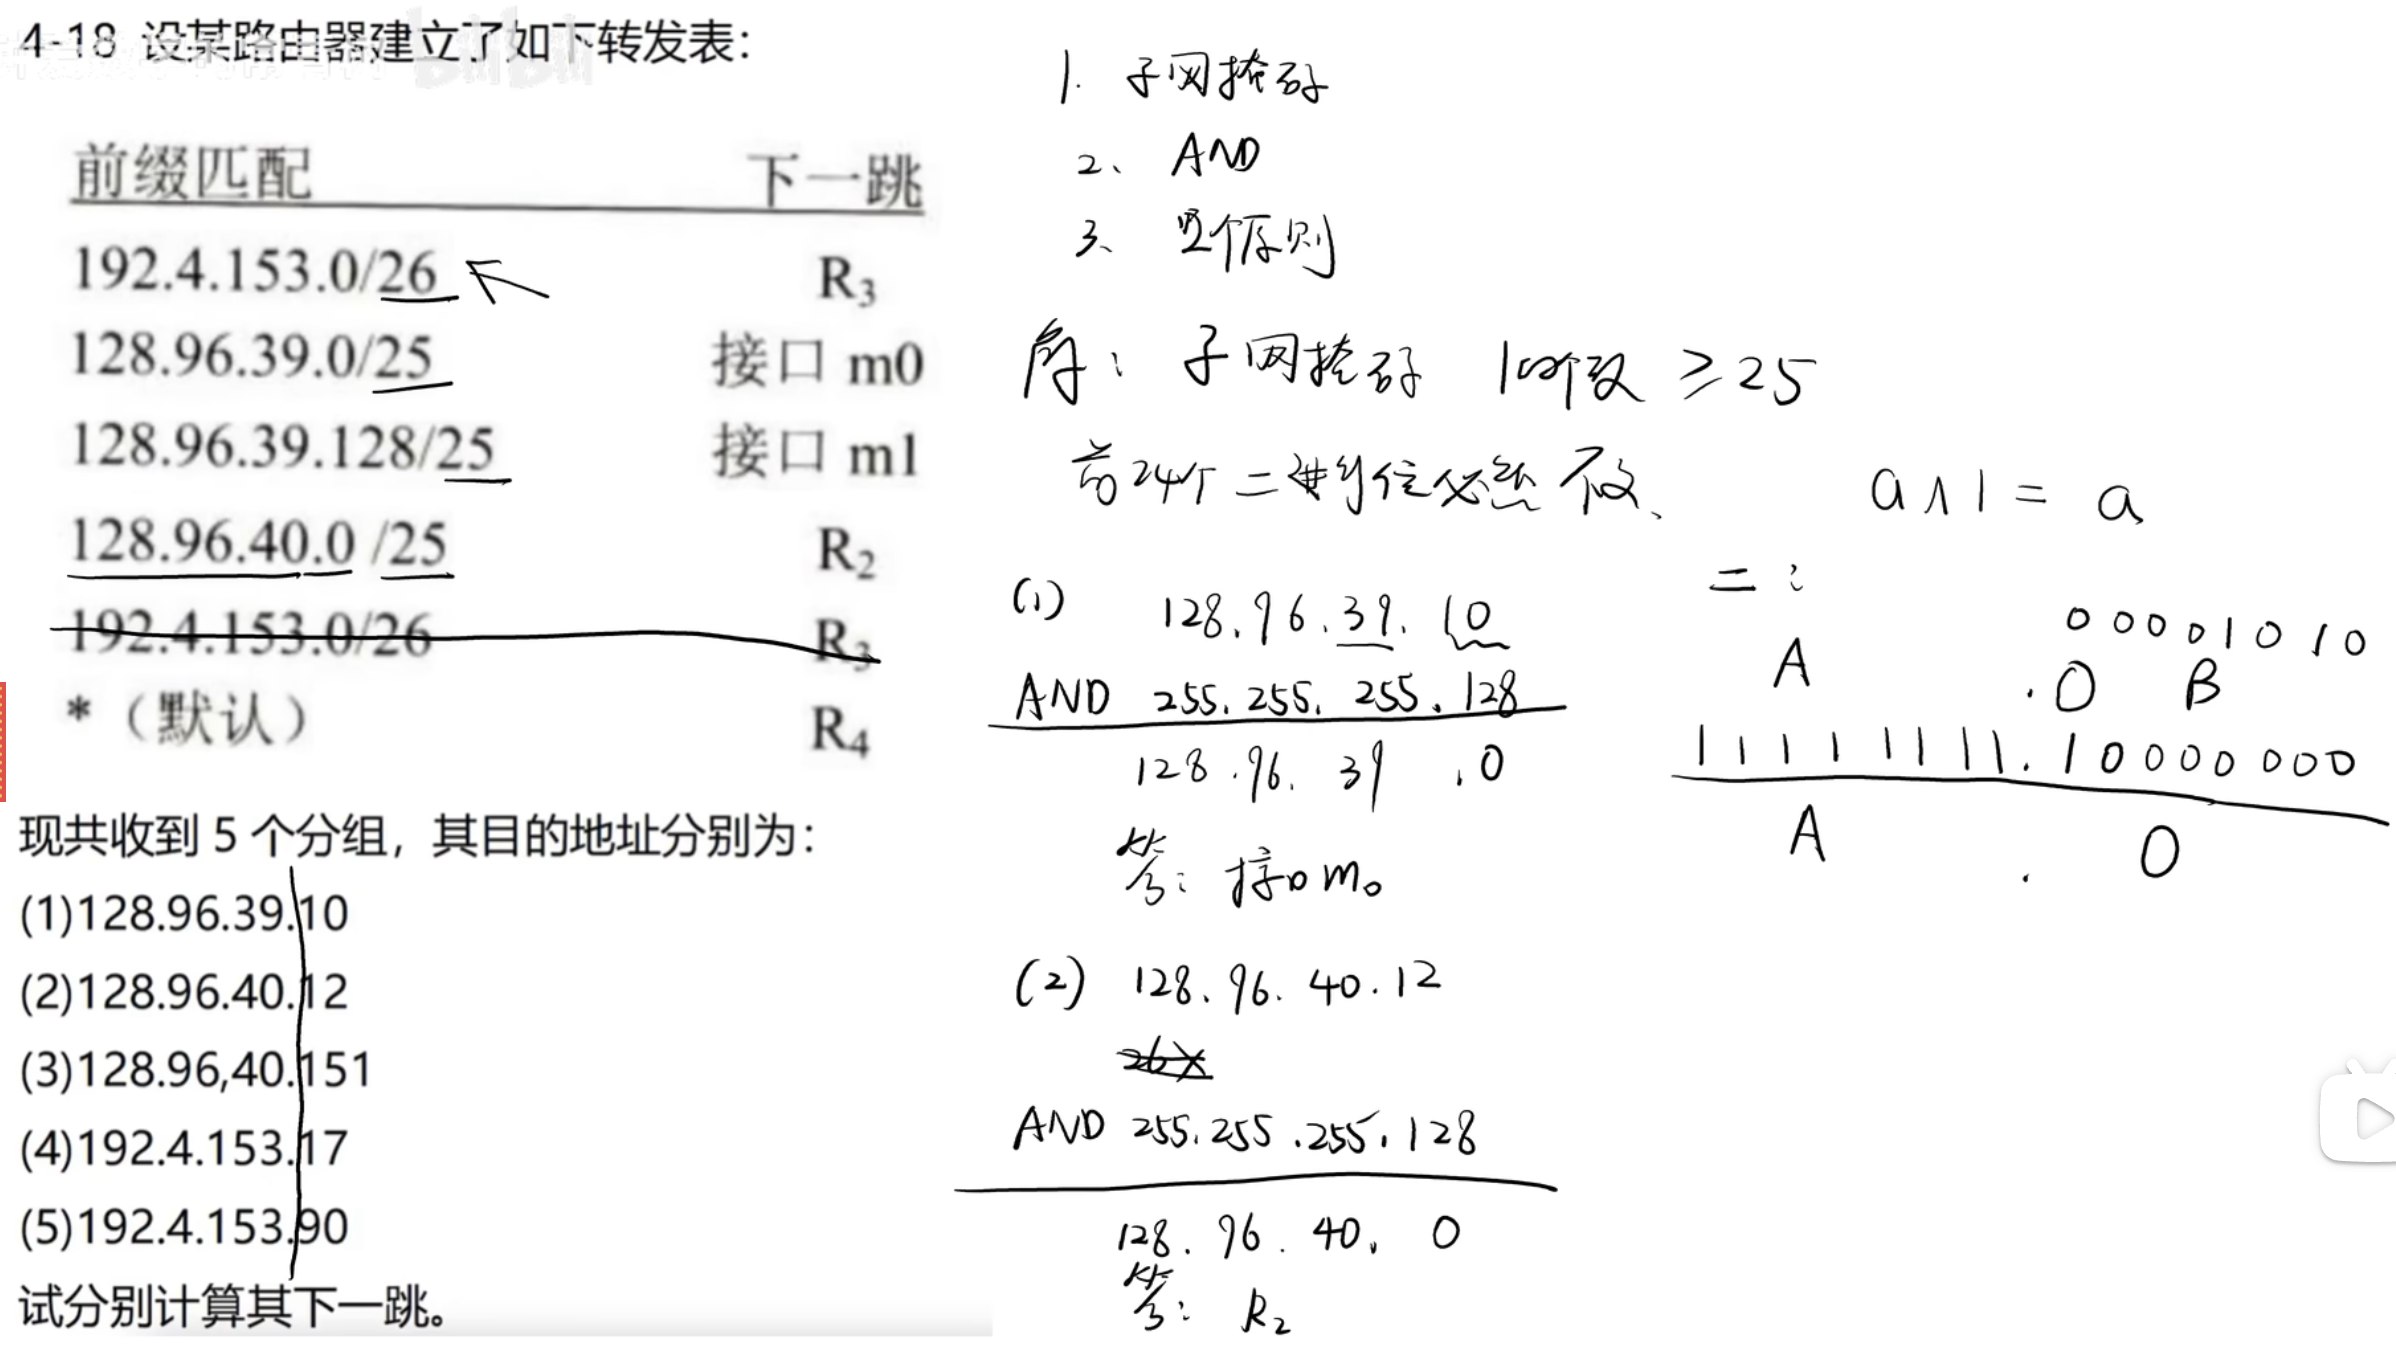 4-18 设某路由器建立了如下转发表：
bilibili
前缀匹配 下一跳
192.4.153.0/26 R3
128.96.39.0/25 接口 m0
128.96.39.128/25 接口 m1
128.96.40.0 /25 R2
192.4.153.0/26 R3
*（默认） R4
现共收到 5 个分组，其目的地址分别为：
(1)128.96.39.10
(2)128.96.40.12
(3)128.96,40.151
(4)192.4.153.17
(5)192.4.153.90
试分别计算其下一跳。
1. 子网掩码
2、 AND
3、 原则
子网掩码 1的个数 ≥25
前24个二进制位必然不变、
a∧1 = a
(1) 128.96.39.10
AND 255.255.255.128
128.96.39.0
答：接口m0
二：
00001010
A .0 B
11111111.10000000
A . 0
(2) 128.96.40.12
26X
AND 255.255.255.128
128.96.40.0
答：R2